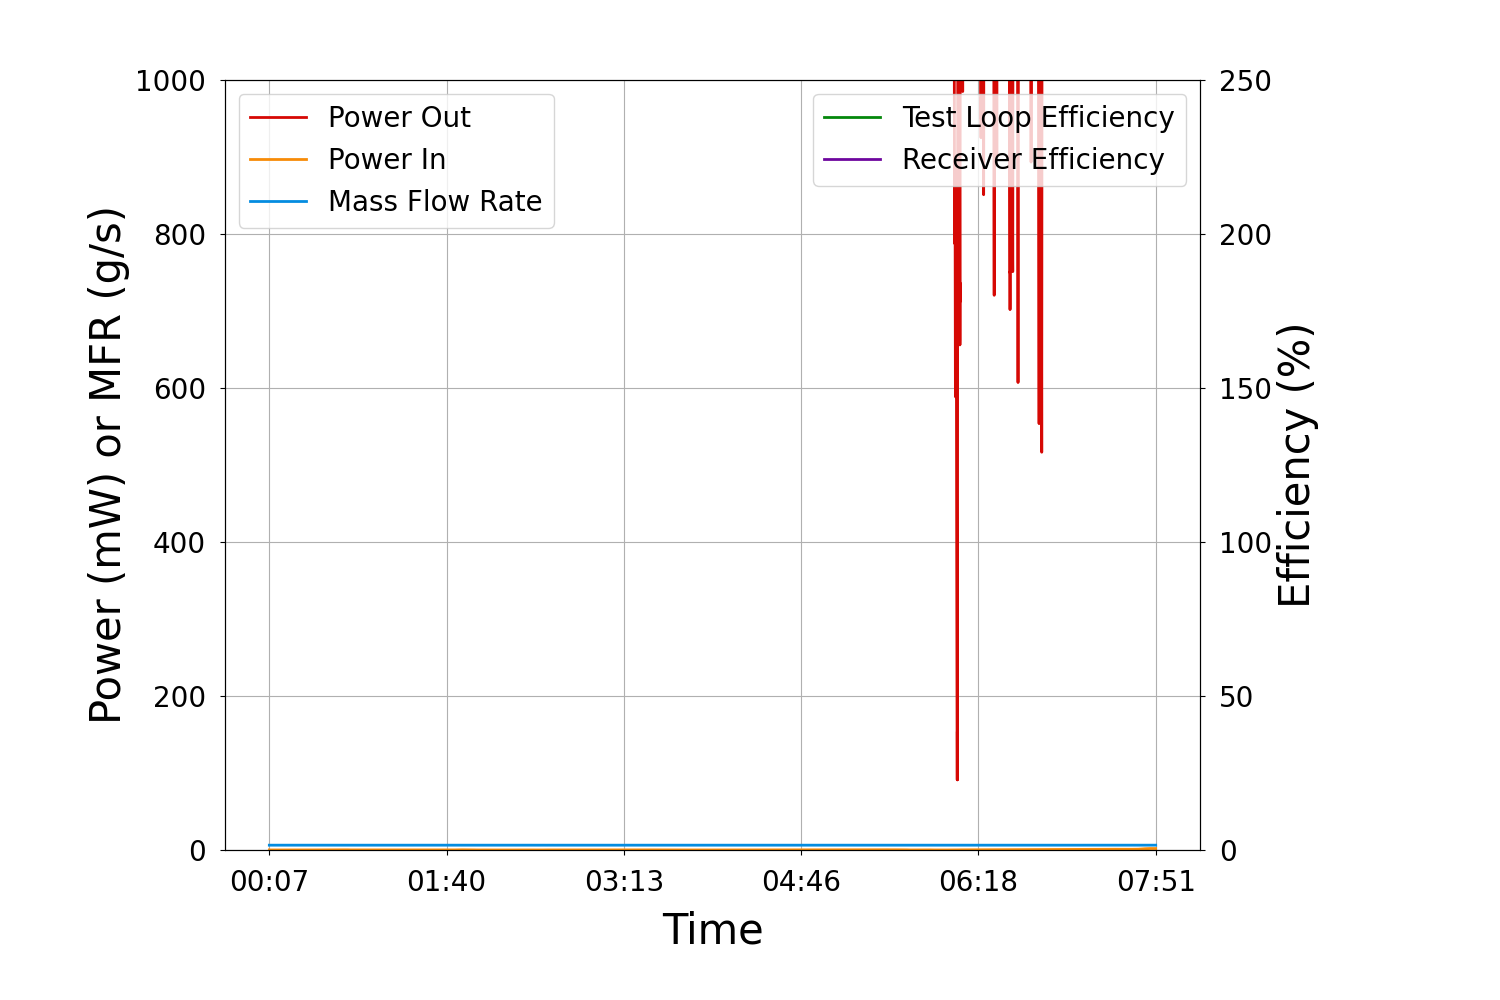 1000
800
600
400
200
0
Power (mW) or MFR (g/s)
Power Out
Power In
Mass Flow Rate
Test Loop Efficiency
Receiver Efficiency
250
200
150
100
50
0
Efficiency (%)
00:07 01:40 03:13 04:46 06:18 07:51
Time